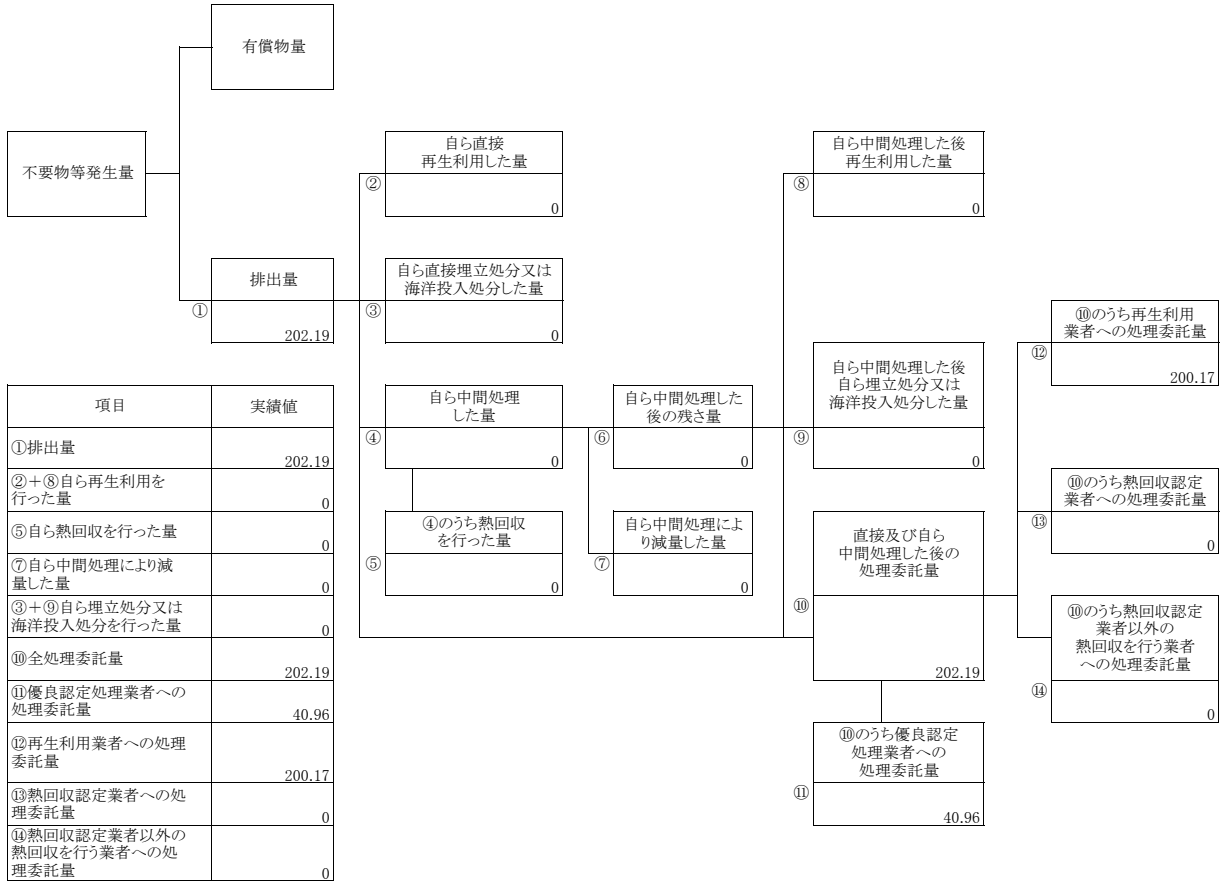 有償物量
不要物等発生量
自ら直接
再生利用した量
②
0
自ら中間処理した後
再生利用した量
⑧
0
排出量
①
202.19
自ら直接埋立処分又は
海洋投入処分した量
③
0
自ら中間処理
した量
④
0
自ら中間処理した
後の残さ量
⑥
0
自ら中間処理した後
自ら埋立処分又は
海洋投入処分した量
⑨
0
⑩のうち再生利用
業者への処理委託量
⑫
200.17
④のうち熱回収
を行った量
⑤
0
自ら中間処理によ
り減量した量
⑦
0
直接及び自ら
中間処理した後の
処理委託量
⑩
202.19
⑩のうち熱回収認定
業者への処理委託量
⑬
0
⑩のうち熱回収認定
業者以外の
熱回収を行う業者
への処理委託量
⑭
0
⑩のうち優良認定
処理業者への
処理委託量
⑪
40.96
項目 実績値
①排出量
202.19
②+⑧自ら再生利用を
行った量
0
⑤自ら熱回収を行った量
0
⑦自ら中間処理により減
量した量
0
③+⑨自ら埋立処分又は
海洋投入処分を行った量
0
⑩全処理委託量
202.19
⑪優良認定処理業者への
処理委託量
40.96
⑫再生利用業者への処理
委託量
200.17
⑬熱回収認定業者への処
理委託量
0
⑭熱回収認定業者以外の
熱回収を行う業者への処
理委託量
0